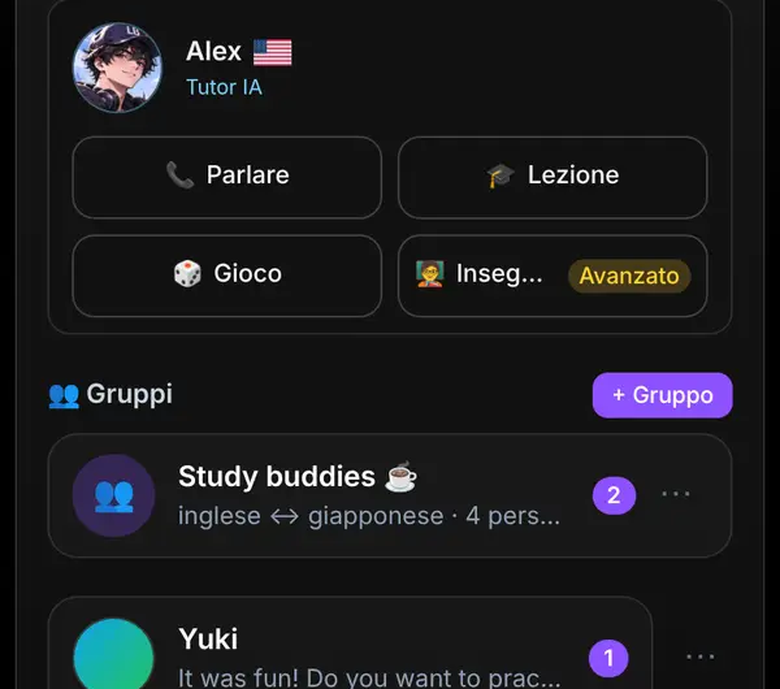 Alex
Tutor IA
Parlare
Lezione
Gioco
Inseg... Avanzato
Gruppi
+ Gruppo
Study buddies
2
inglese ↔ giapponese · 4 pers...
Yuki
1
It was fun! Do you want to prac...